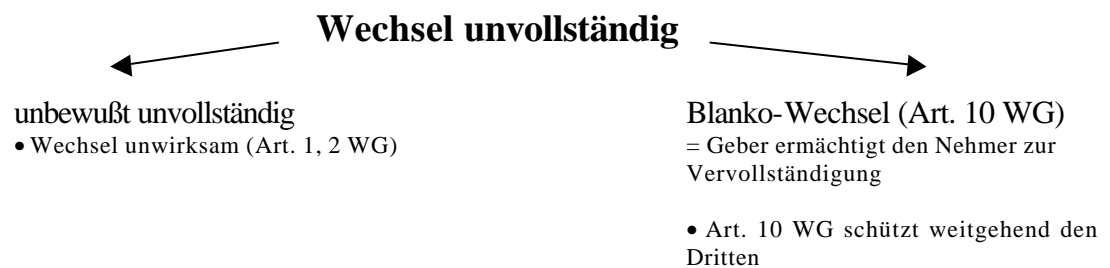 Wechsel unvollständig
unbewußt unvollständig
• Wechsel unwirksam (Art. 1, 2 WG)
Blanko-Wechsel (Art. 10 WG)
= Geber ermächtigt den Nehmer zur
Vervollständigung
• Art. 10 WG schützt weitgehend den
Dritten